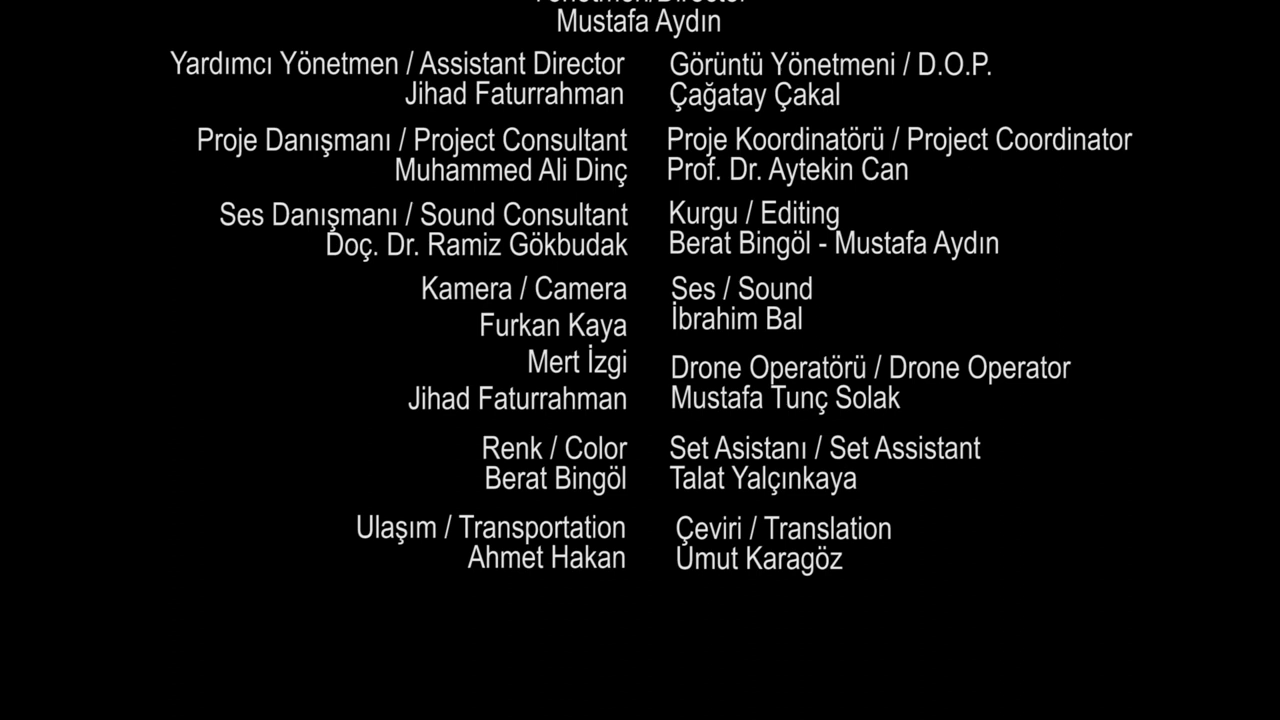 Yönetmen/Director
Mustafa Aydın
Yardımcı Yönetmen / Assistant Director
Jihad Faturrahman
Görüntü Yönetmeni / D.O.P.
Çağatay Çakal
Proje Danışmanı / Project Consultant
Muhammed Ali Dinç
Proje Koordinatörü / Project Coordinator
Prof. Dr. Aytekin Can
Ses Danışmanı / Sound Consultant
Doç. Dr. Ramiz Gökbudak
Kurgu / Editing
Berat Bingöl - Mustafa Aydın
Kamera / Camera
Furkan Kaya
Mert İzgi
Jihad Faturrahman
Ses / Sound
İbrahim Bal
Drone Operatörü / Drone Operator
Mustafa Tunç Solak
Renk / Color
Berat Bingöl
Set Asistanı / Set Assistant
Talat Yalçınkaya
Ulaşım / Transportation
Ahmet Hakan
Çeviri / Translation
Umut Karagöz